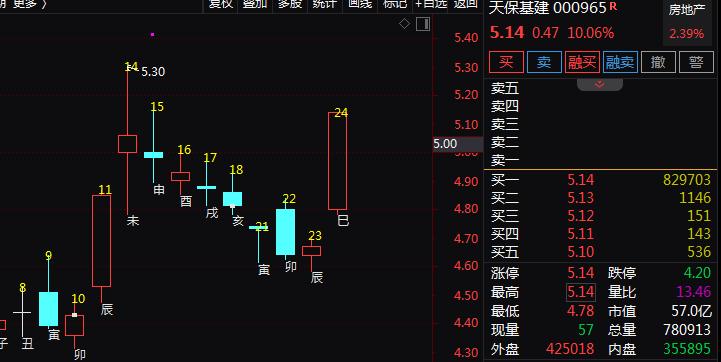 更多 > 复权 叠加 多股 统计 画线 标记 +自选 返回
天保基建 000965 R
房地产
5.14 0.47 10.06%
2.39%
买 卖 融买 融卖 撤 警
5.40
5.30
5.20
5.10
5.00
5.00
4.90
4.80
4.70
4.60
4.50
4.40
4.30
5.30
8
9
10
11
14
15
16
17
18
21
22
23
24
子
丑
寅
卯
辰
未
申
酉
戌
亥
寅
卯
辰
巳
卖五
卖四
卖三
卖二
卖一
买一 5.14 829703
买二 5.13 1146
买三 5.12 151
买四 5.11 143
买五 5.10 536
涨停 5.14 跌停 4.20
最高 5.14 量比 13.46
最低 4.78 市值 57.0亿
现量 57 总量 780913
外盘 425018 内盘 355895